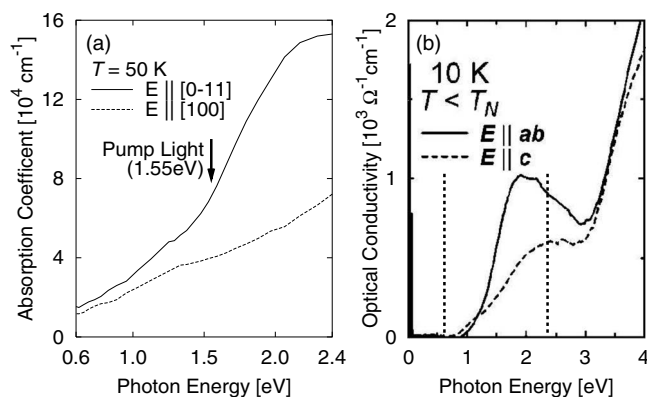 (a)
T = 50 K
E || [0-11]
E || [100]
Pump Light
(1.55eV)
Absorption Coefficent [10⁴ cm⁻¹]
16
12
8
4
0
0.6 1.0 1.5 2.0 2.4
Photon Energy [eV]
(b)
10 K
T < T_N
E || ab
E || c
Optical Conductivity [10³ Ω⁻¹cm⁻¹]
2
1
0
0 1 2 3 4
Photon Energy [eV]